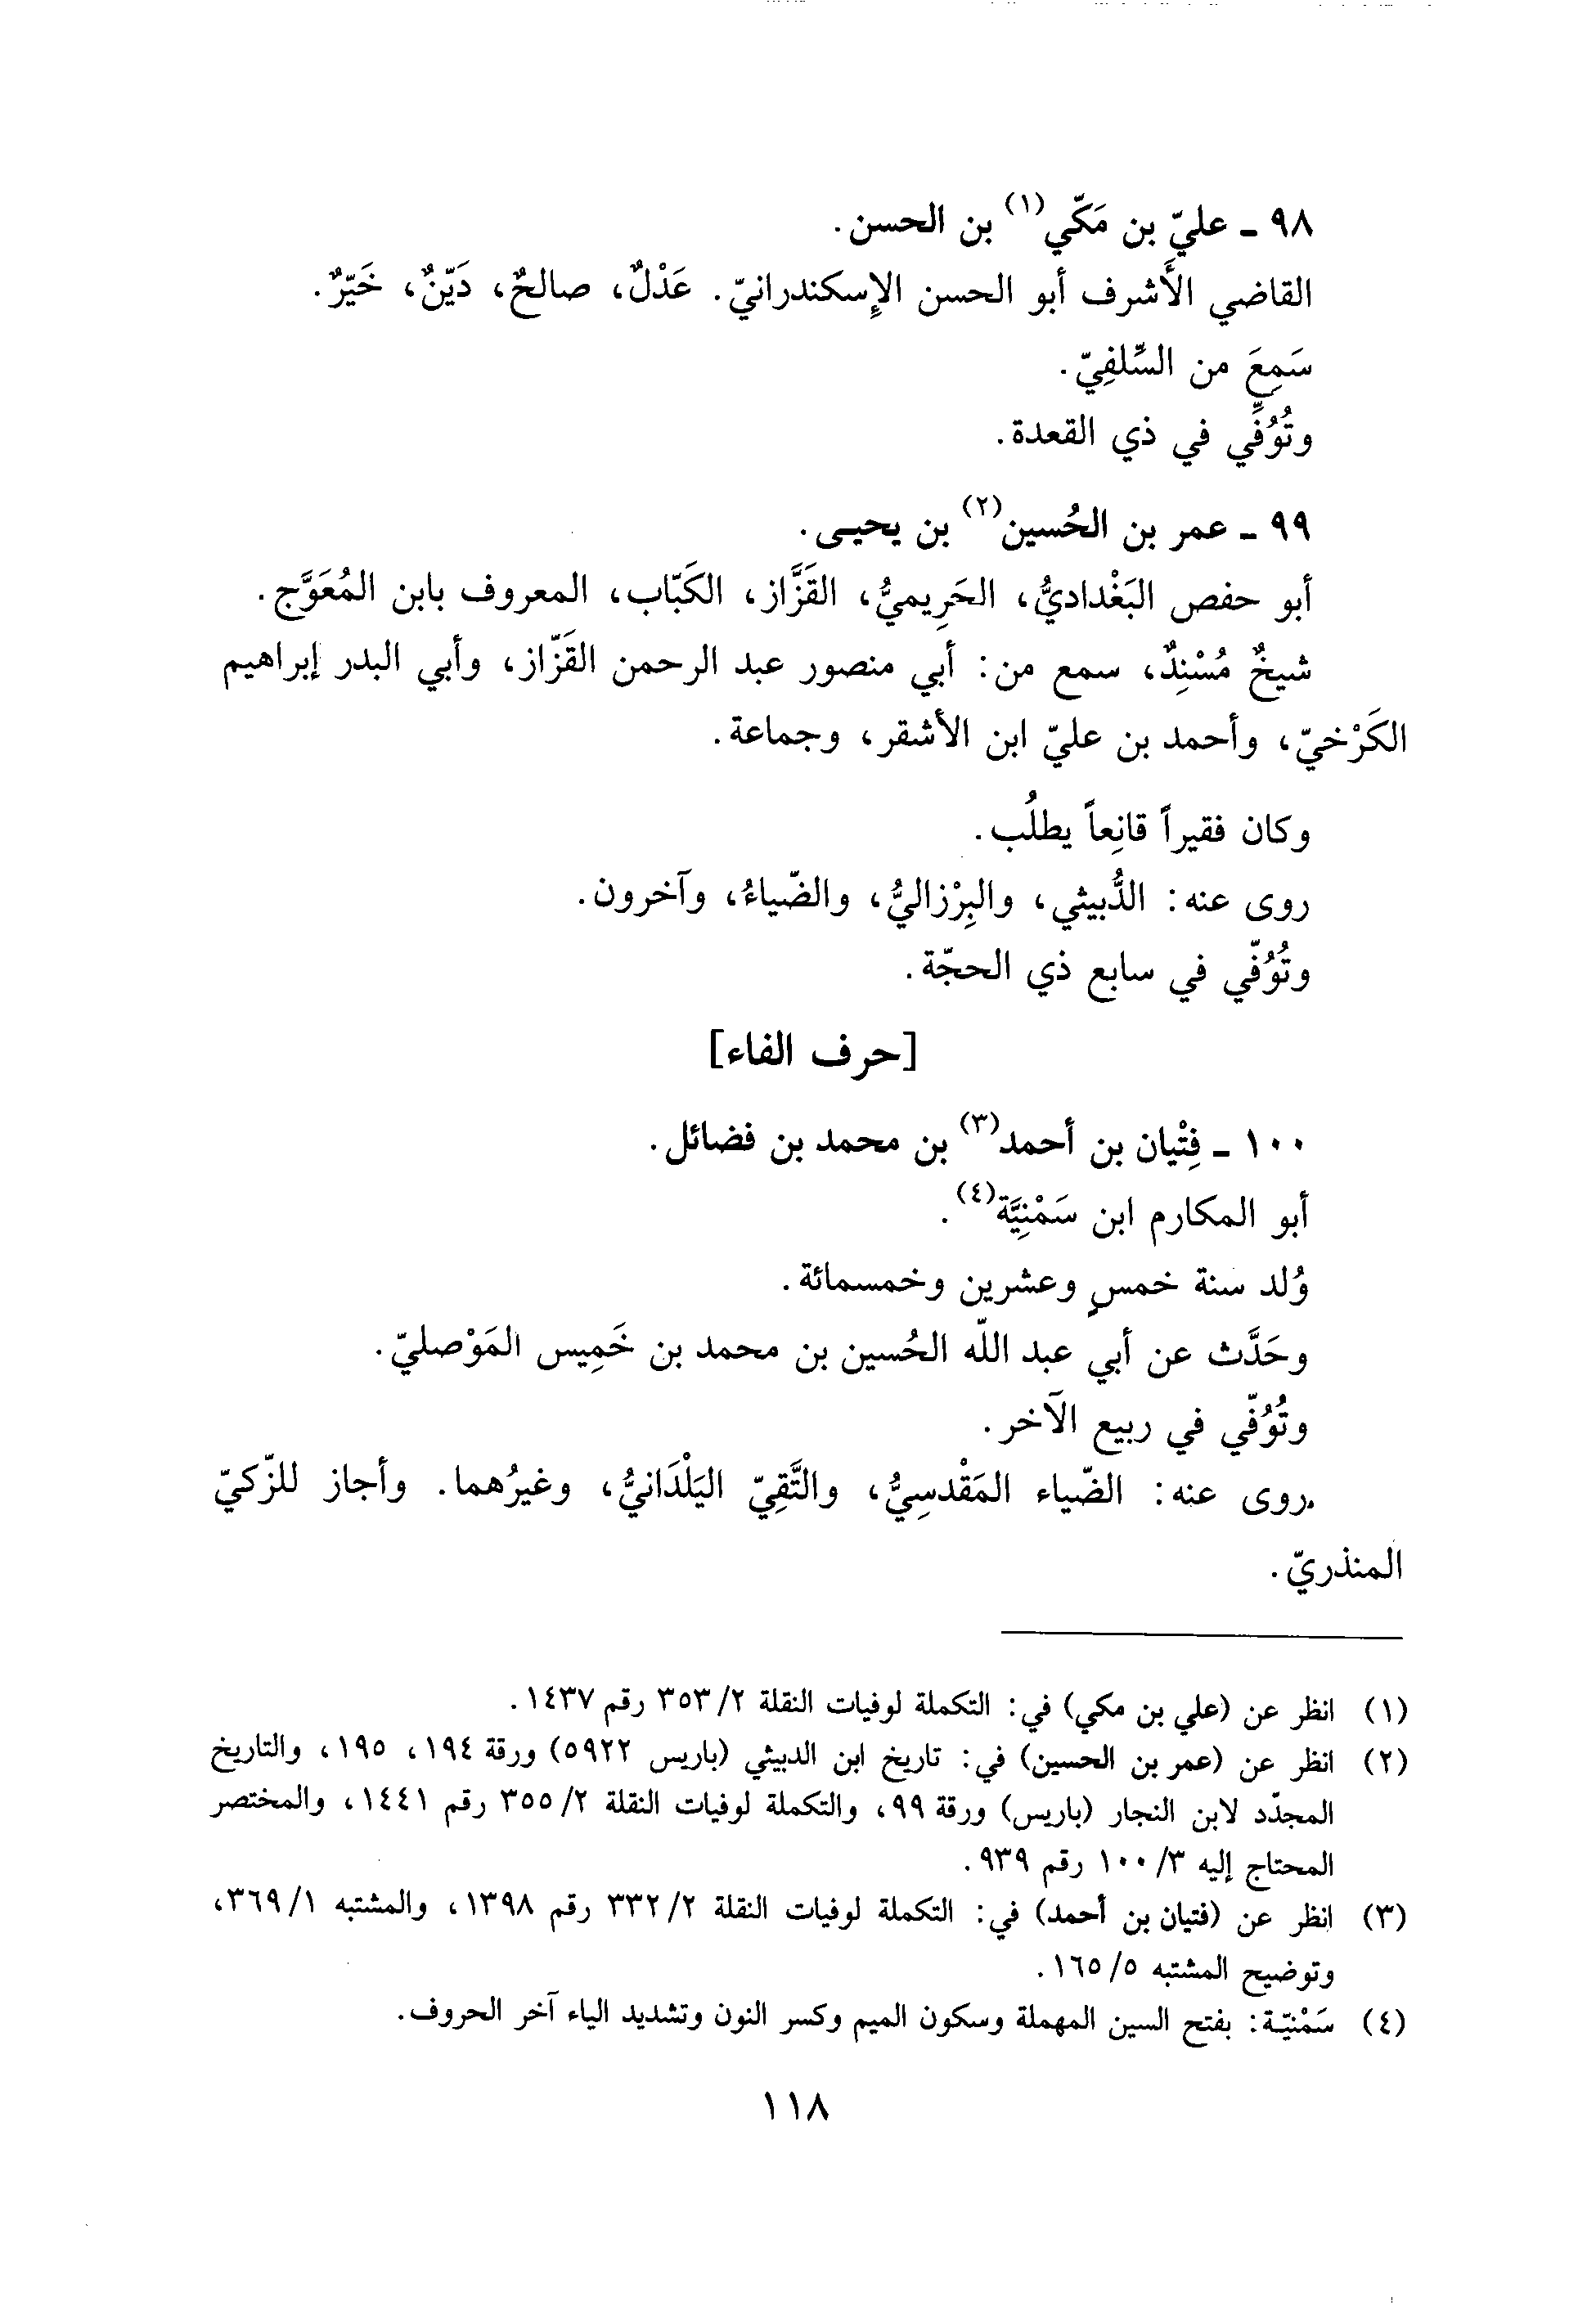 ٩٨ ـ عليّ بن مَكّي(١) بن الحسن.
القاضي الأَشرف أبو الحسن الإسكندرانيّ. عَدْلٌ، صالحٌ، دَيّنٌ، خَيّرٌ.
سَمِعَ من السِّلفِيّ.
وتُوُفِّي في ذي القعدة.
٩٩ ـ عمر بن الحُسين(٢) بن يحيى.
أبو حفص البَغْداديُّ، الحَرِيميُّ، القَزَّاز، الكَبّاب، المعروف بابن المُعَوَّج.
شيخٌ مُسْنِدٌ، سمع من: أبي منصور عبد الرحمن القَزّاز، وأبي البدر إبراهيم
الكَرْخيّ، وأحمد بن عليّ ابن الأشقر، وجماعة.
وكان فقيراً قانِعاً يطلُب.
روى عنه: الدُّبيثي، والبِرْزاليُّ، والضّياءُ، وآخرون.
وتُوُفّي في سابع ذي الحجّة.
[حرف الفاء]
١٠٠ ـ فِتْيان بن أحمد(٣) بن محمد بن فضائل.
أبو المكارم ابن سَمْنِيَّة(٤).
وُلد سنة خمسٍ وعشرين وخمسمائة.
وحَدَّث عن أبي عبد اللّه الحُسين بن محمد بن خَمِيس المَوْصليّ.
وتُوُفّي في ربيع الآخر.
روى عنه: الضّياء المَقْدسِيُّ، والتَّقِيّ اليَلْدَانيُّ، وغيرُهما. وأجاز للزّكيّ
المنذريّ.
(١) انظر عن (علي بن مكي) في: التكملة لوفيات النقلة ٢/ ٣٥٣ رقم ١٤٣٧.
(٢) انظر عن (عمر بن الحسين) في: تاريخ ابن الدبيثي (باريس ٥٩٢٢) ورقة ١٩٤، ١٩٥، والتاريخ
المجدّد لابن النجار (باريس) ورقة ٩٩، والتكملة لوفيات النقلة ٢/ ٣٥٥ رقم ١٤٤١، والمختصر
المحتاج إليه ٣/ ١٠٠ رقم ٩٣٩.
(٣) انظر عن (فتيان بن أحمد) في: التكملة لوفيات النقلة ٢/ ٣٣٢ رقم ١٣٩٨، والمشتبه ١/ ٣٦٩،
وتوضيح المشتبه ٥/ ١٦٥.
(٤) سَمْنيّة: بفتح السين المهملة وسكون الميم وكسر النون وتشديد الياء آخر الحروف.
١١٨